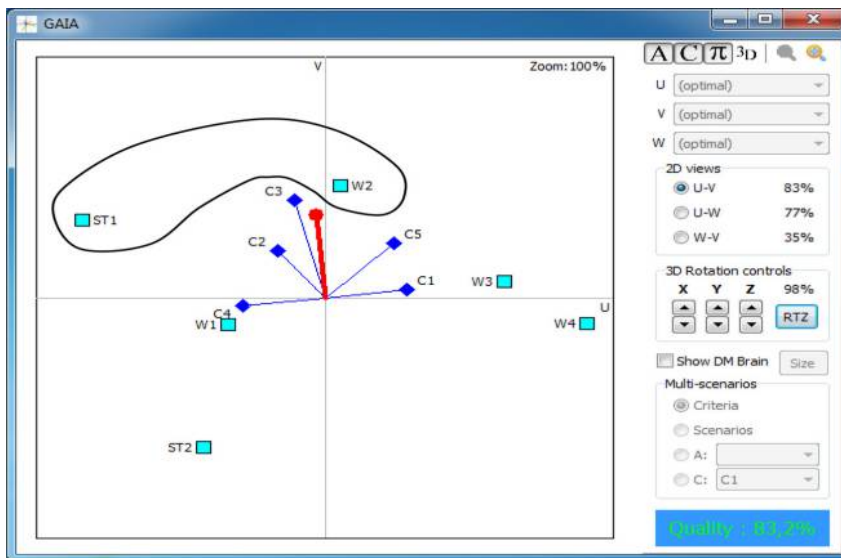 GAIA
V
Zoom: 100%
A C π 3D
U (optimal)
V (optimal)
W (optimal)
2D views
U-V 83%
U-W 77%
W-V 35%
3D Rotation controls
X Y Z 98%
RTZ
Show DM Brain Size
Multi-scenarios
Criteria
Scenarios
A:
C: C1
Quality : 83,2%
C3
W2
ST1
C2
C5
W3
C1
U
C4
W1
W4
ST2